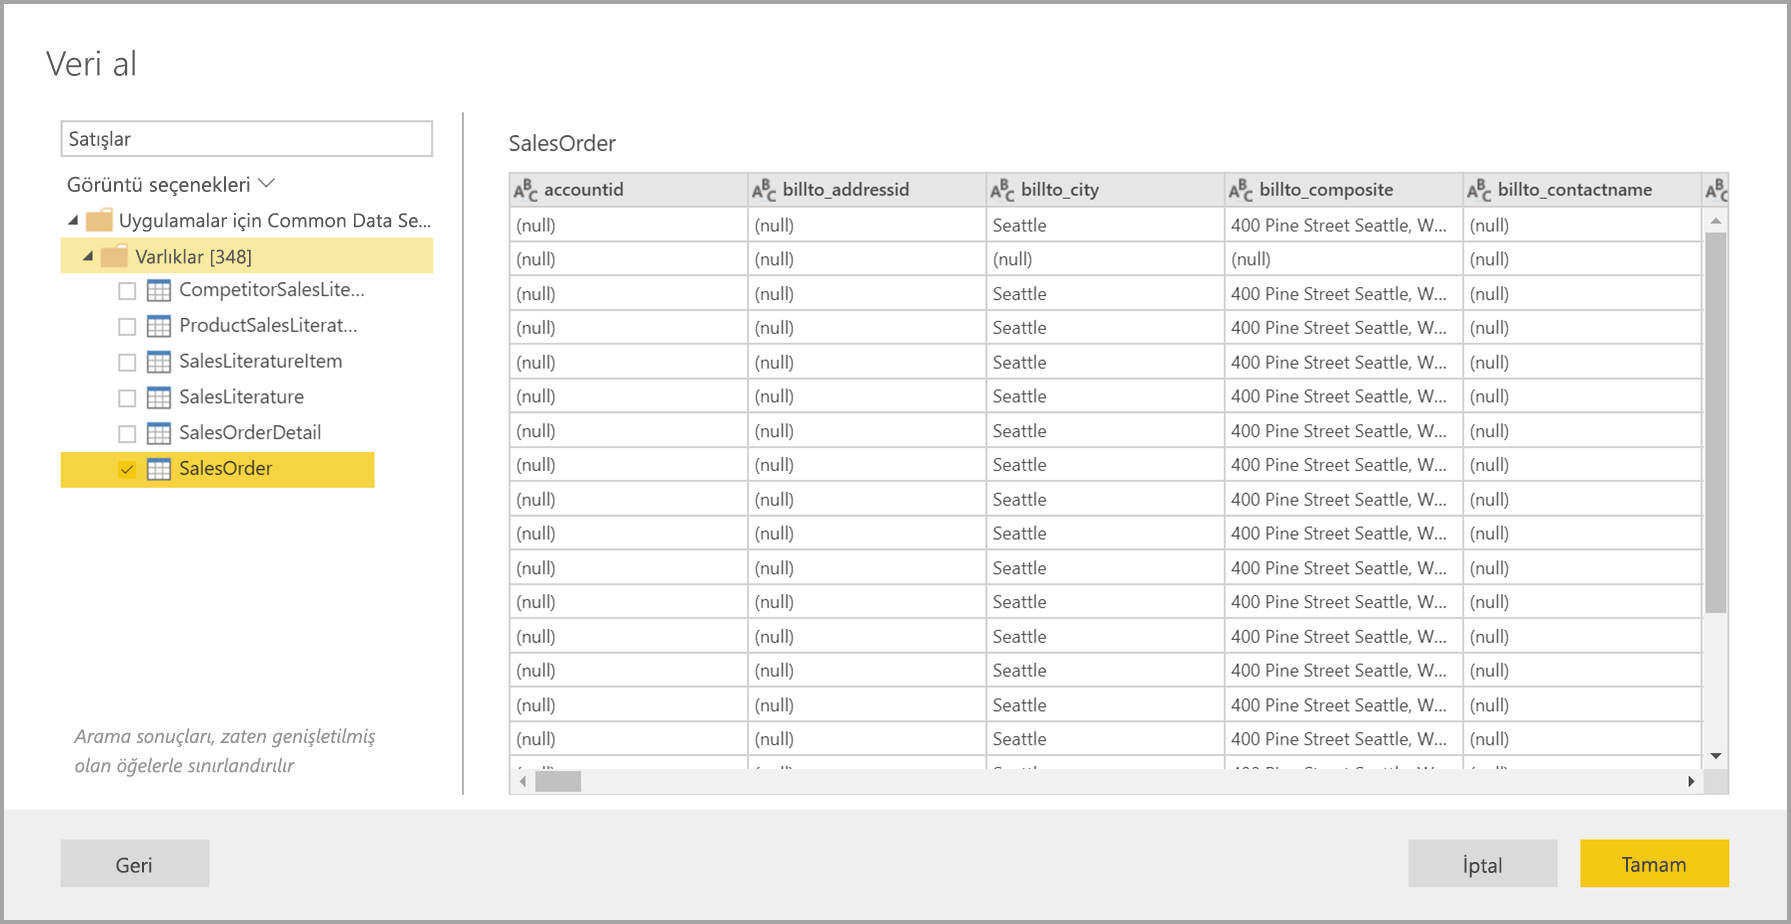 Veri al
Satışlar
Görüntü seçenekleri
Uygulamalar için Common Data Se...
Varlıklar [348]
CompetitorSalesLite...
ProductSalesLiterat...
SalesLiteratureItem
SalesLiterature
SalesOrderDetail
SalesOrder
Arama sonuçları, zaten genişletilmiş
olan öğelerle sınırlandırılır
SalesOrder
ABC accountid ABC billto_addressid ABC billto_city ABC billto_composite ABC billto_contactname ABC
(null) (null) Seattle 400 Pine Street Seattle, W... (null)
(null) (null) (null) (null) (null)
(null) (null) Seattle 400 Pine Street Seattle, W... (null)
(null) (null) Seattle 400 Pine Street Seattle, W... (null)
(null) (null) Seattle 400 Pine Street Seattle, W... (null)
(null) (null) Seattle 400 Pine Street Seattle, W... (null)
(null) (null) Seattle 400 Pine Street Seattle, W... (null)
(null) (null) Seattle 400 Pine Street Seattle, W... (null)
(null) (null) Seattle 400 Pine Street Seattle, W... (null)
(null) (null) Seattle 400 Pine Street Seattle, W... (null)
(null) (null) Seattle 400 Pine Street Seattle, W... (null)
(null) (null) Seattle 400 Pine Street Seattle, W... (null)
(null) (null) Seattle 400 Pine Street Seattle, W... (null)
(null) (null) Seattle 400 Pine Street Seattle, W... (null)
(null) (null) Seattle 400 Pine Street Seattle, W... (null)
(null) (null) Seattle 400 Pine Street Seattle, W... (null)
Geri İptal Tamam